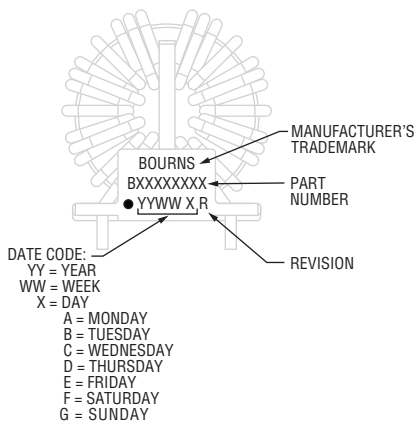 BOURNS
MANUFACTURER'S
TRADEMARK
BXXXXXXXX
PART
NUMBER
YYWW X R
REVISION
DATE CODE:
YY = YEAR
WW = WEEK
X = DAY
A = MONDAY
B = TUESDAY
C = WEDNESDAY
D = THURSDAY
E = FRIDAY
F = SATURDAY
G = SUNDAY